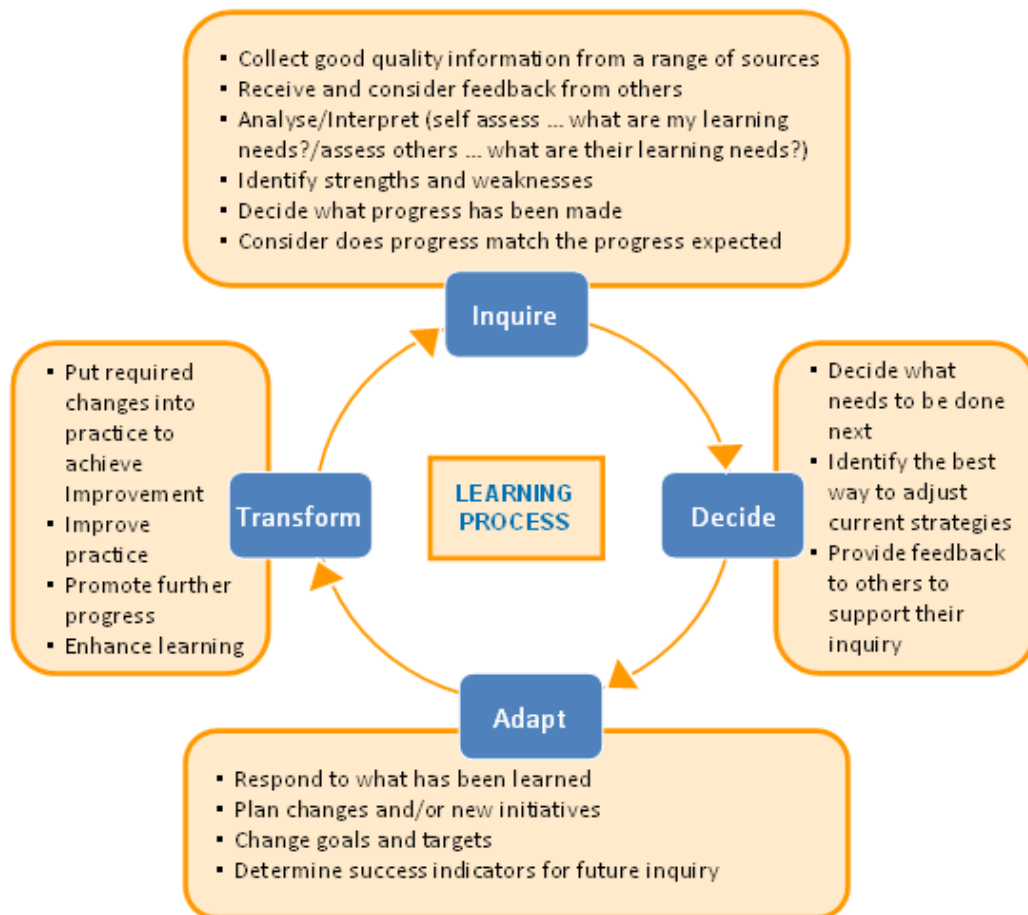 ▪ Collect good quality information from a range of sources
▪ Receive and consider feedback from others
▪ Analyse/Interpret (self assess ... what are my learning
needs?/assess others ... what are their learning needs?)
▪ Identify strengths and weaknesses
▪ Decide what progress has been made
▪ Consider does progress match the progress expected
Inquire
▪ Put required
changes into
practice to
achieve
Improvement
▪ Improve
practice
▪ Promote further
progress
▪ Enhance learning
Transform
LEARNING
PROCESS
Decide
▪ Decide what
needs to be done
next
▪ Identify the best
way to adjust
current strategies
▪ Provide feedback
to others to
support their
inquiry
Adapt
▪ Respond to what has been learned
▪ Plan changes and/or new initiatives
▪ Change goals and targets
▪ Determine success indicators for future inquiry